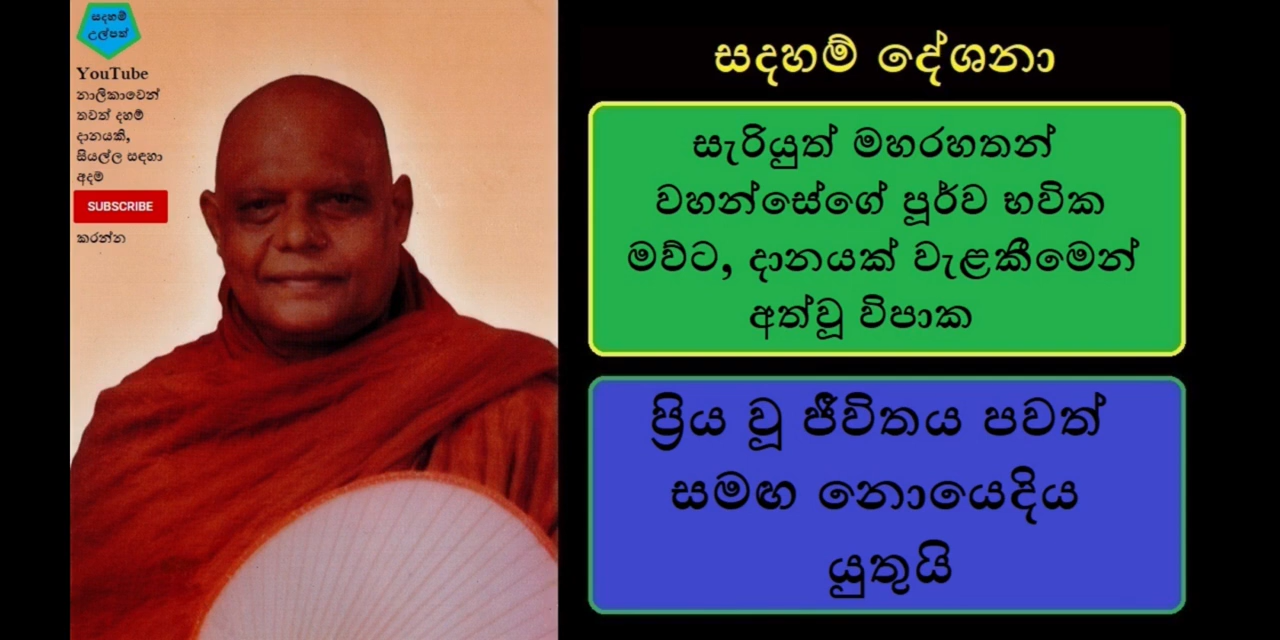 සදහම්
උල්පත්
YouTube
නාලිකාවෙන්
තවත් දහම්
දානයකි,
සියල්ල සඳහා
අදම
SUBSCRIBE
කරන්න
සදහම් දේශනා
සැරියුත් මහරහතන්
වහන්සේගේ පූර්ව භවික
මව්ට, දානයක් වැළකීමෙන්
අත්වූ විපාක
ප්‍රිය වූ ජීවිතය පවත්
සමඟ නොයෙදිය
යුතුයි